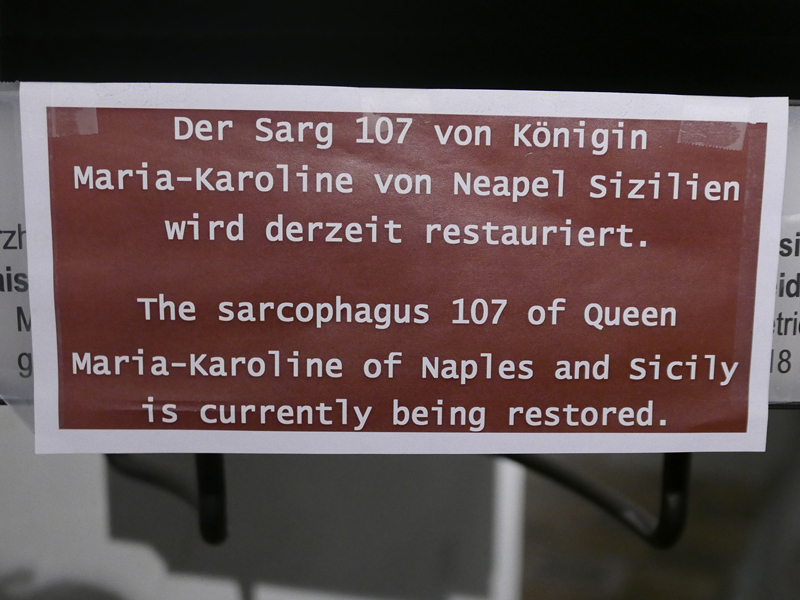 Der Sarg 107 von Königin
Maria-Karoline von Neapel Sizilien
wird derzeit restauriert.
The sarcophagus 107 of Queen
Maria-Karoline of Naples and Sicily
is currently being restored.
18